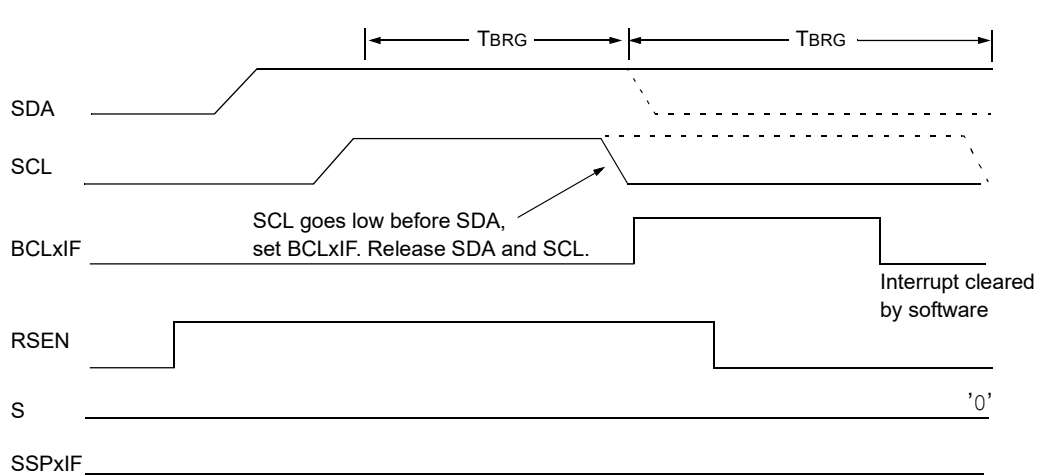 TBRG TBRG
SDA
SCL
SCL goes low before SDA,
set BCLxIF. Release SDA and SCL.
BCLxIF
Interrupt cleared
by software
RSEN
S
'0'
SSPxIF